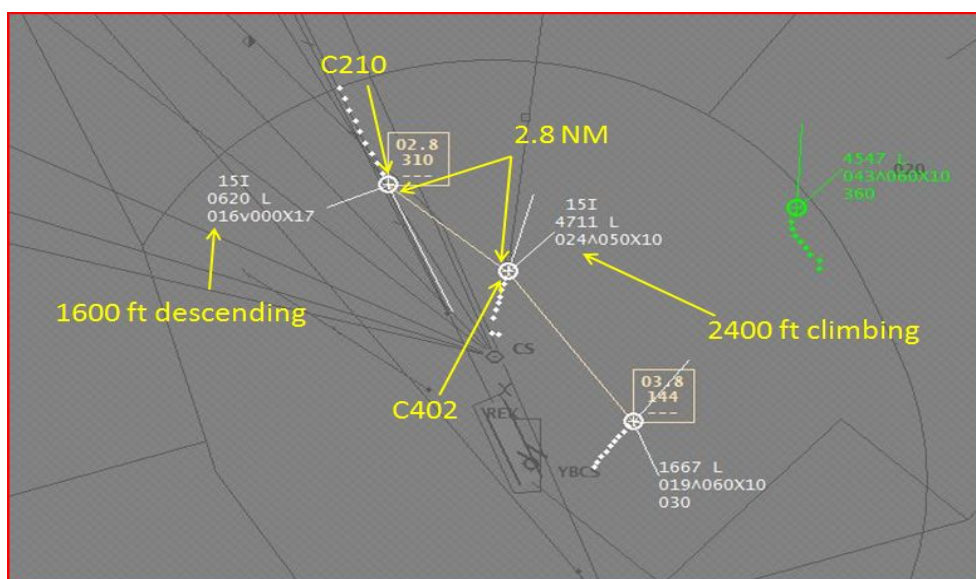 C210
02.8
310
---
2.8 NM
15I
0620 L
016v000X17
15I
4711 L
024^050X10
4547 L
020
043^060X10
360
1600 ft descending
2400 ft climbing
CS
C402
REK
YBCS
03.8
144
---
1667 L
019^060X10
030